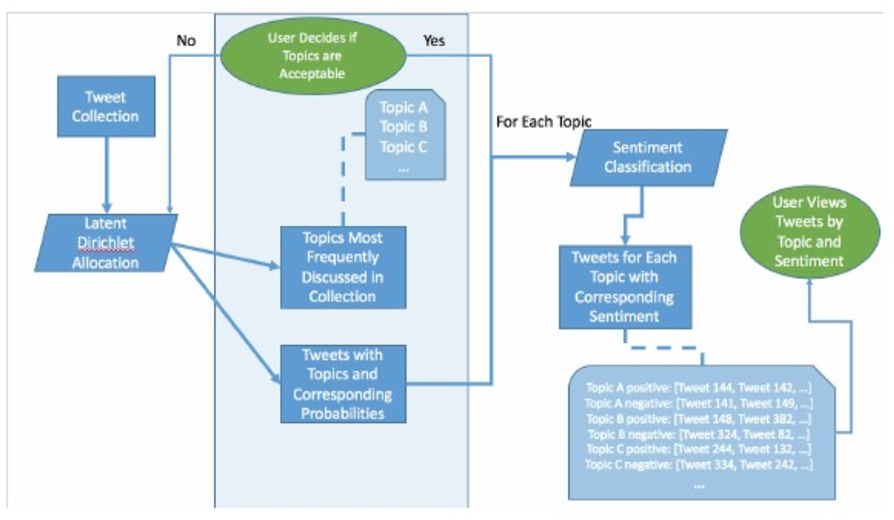 No
User Decides if
Topics are
Acceptable
Yes
Tweet
Collection
Topic A
Topic B
Topic C
...
For Each Topic
Sentiment
Classification
Latent
Dirichlet
Allocation
Topics Most
Frequently
Discussed in
Collection
Tweets for Each
Topic with
Corresponding
Sentiment
User Views
Tweets by
Topic and
Sentiment
Tweets with
Topics and
Corresponding
Probabilities
Topic A positive: [Tweet 144, Tweet 142, ...]
Topic A negative: [Tweet 141, Tweet 149, ...]
Topic B positive: [Tweet 148, Tweet 382, ...]
Topic B negative: [Tweet 324, Tweet 82, ...]
Topic C positive: [Tweet 244, Tweet 132, ...]
Topic C negative: [Tweet 334, Tweet 242, ...]
...